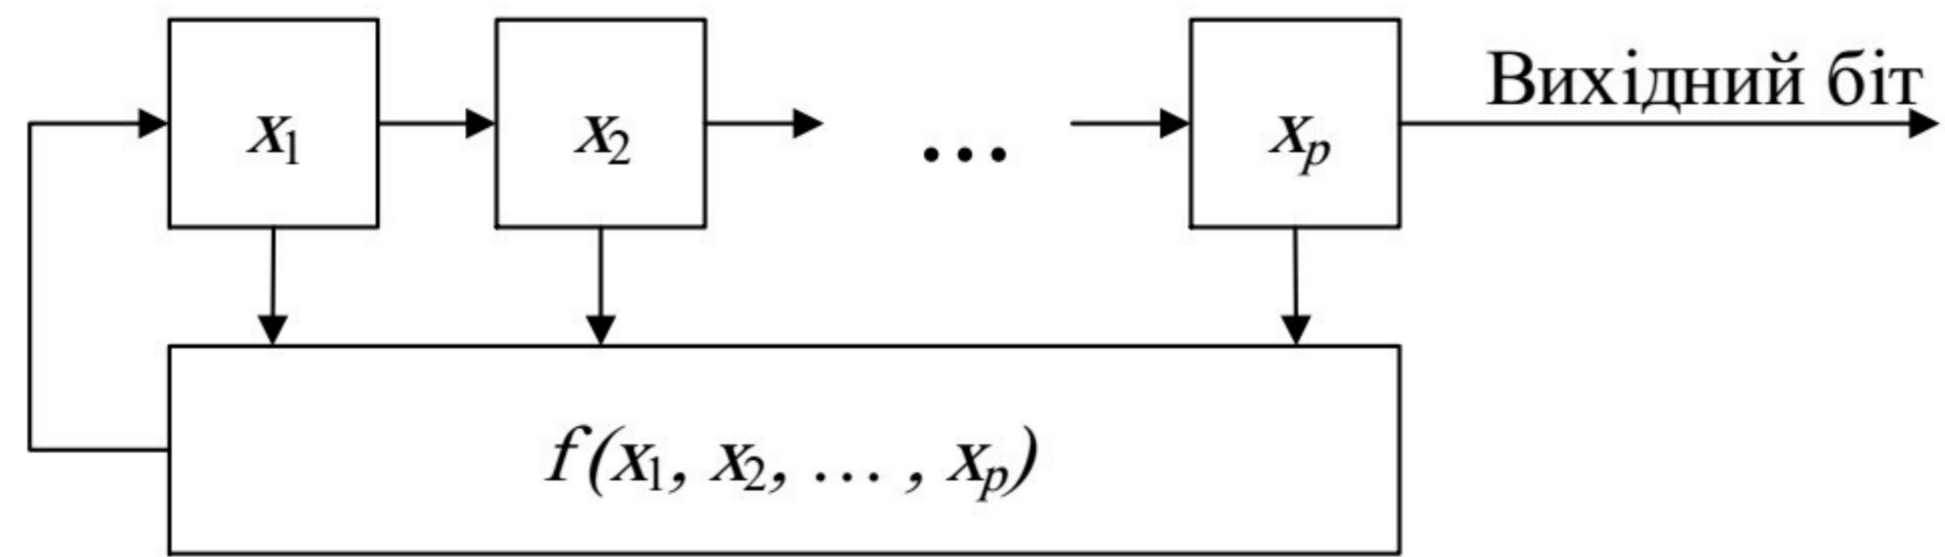 Вихідний біт
x1 x2 ... xp
f(x1, x2, ... , xp)